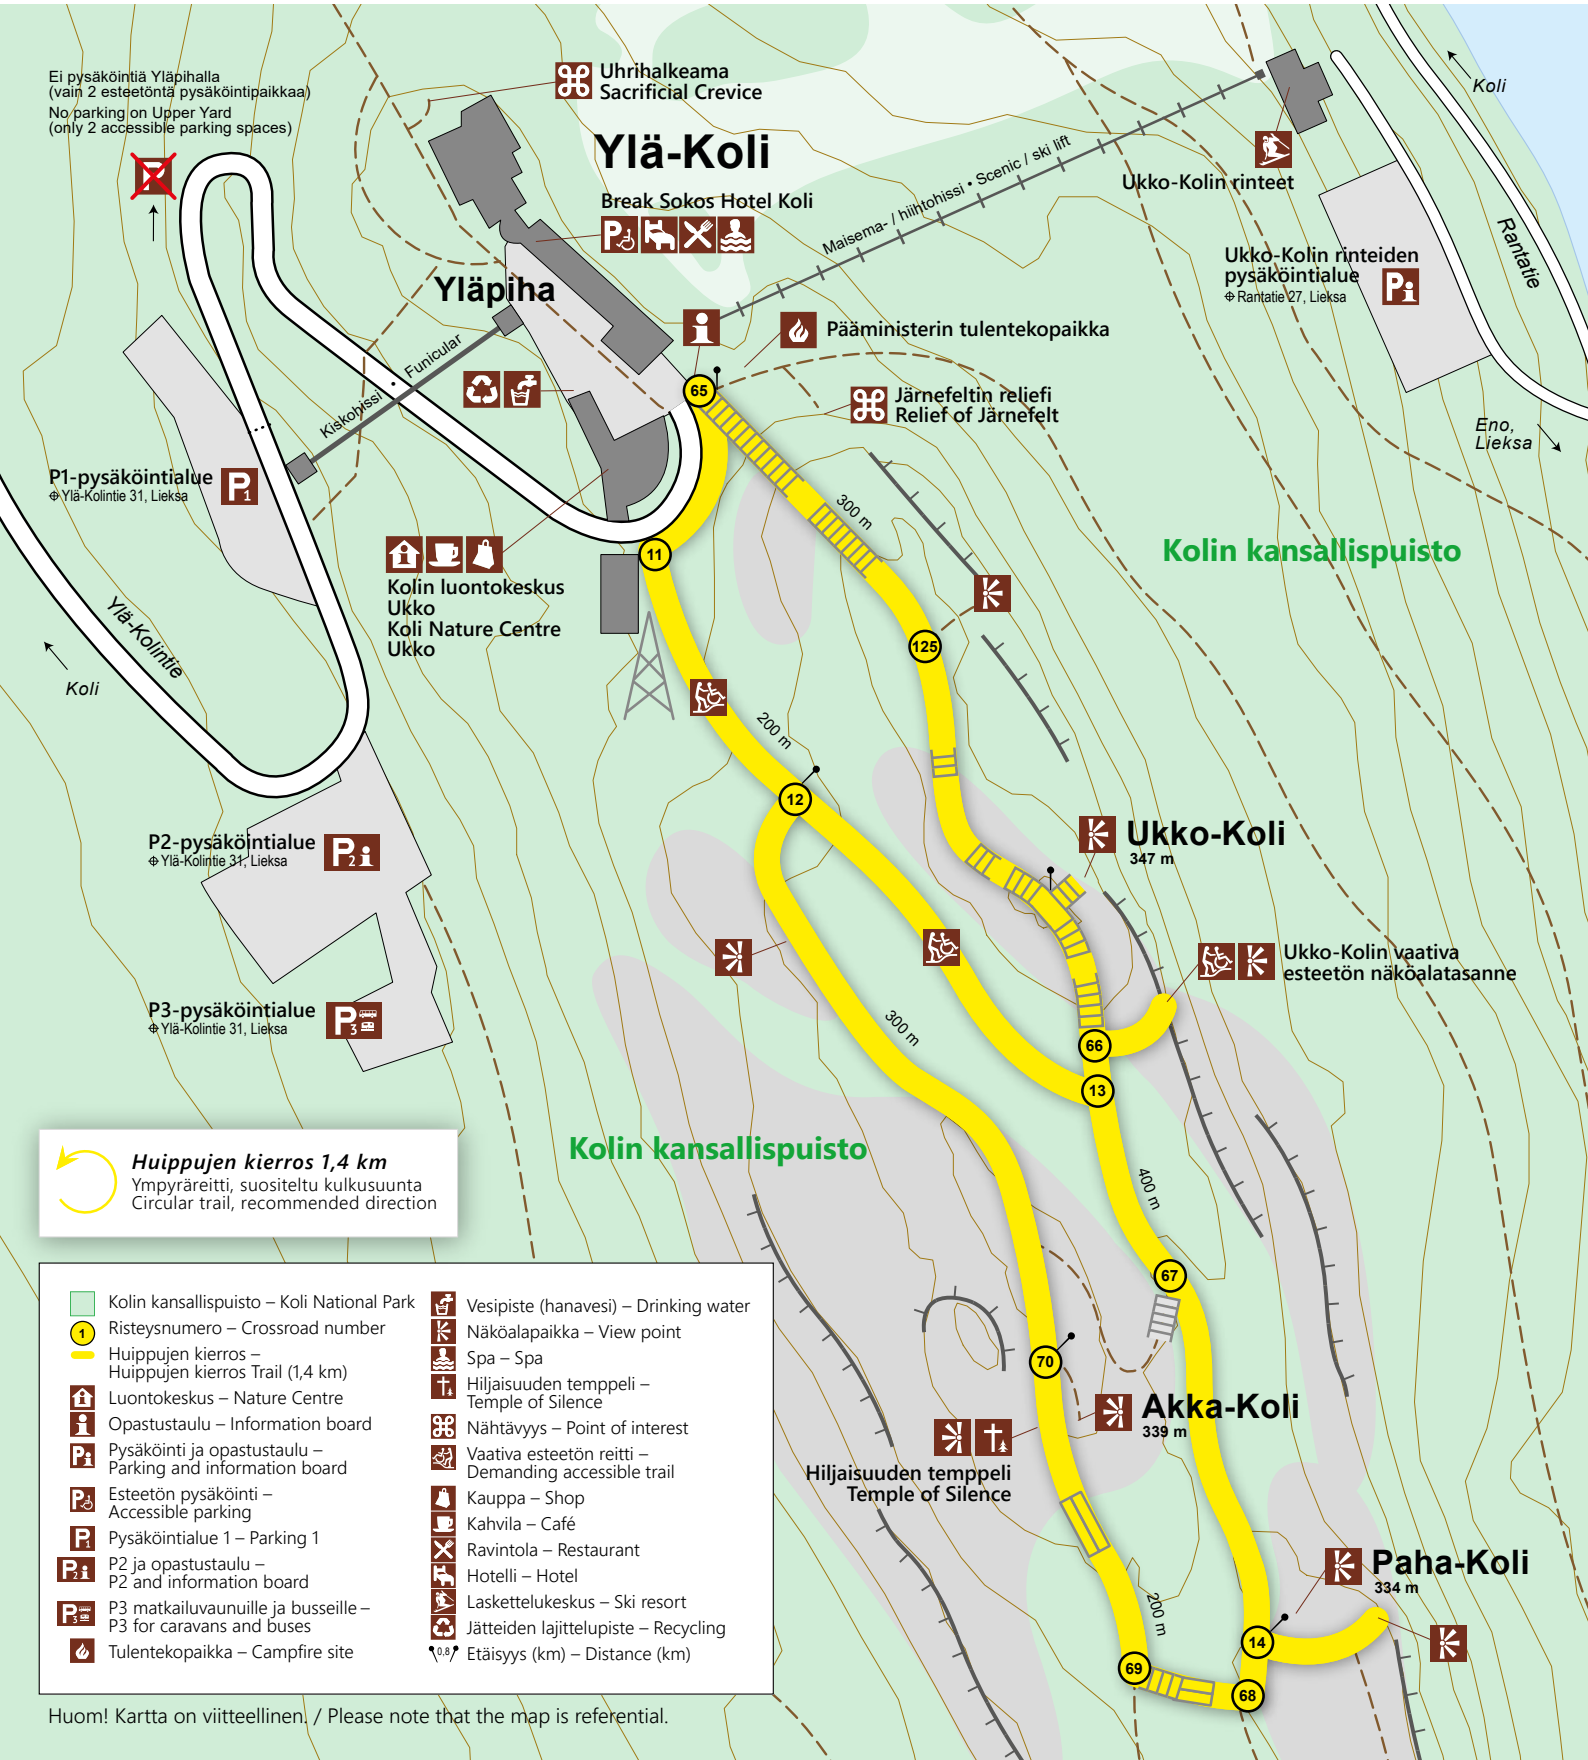 Ei pysäköintiä Yläpihalla
(vain 2 esteetöntä pysäköintipaikkaa)
No parking on Upper Yard
(only 2 accessible parking spaces)
P
Uhrihalkeama
Sacrificial Crevice
Ylä-Koli
Break Sokos Hotel Koli
P
Yläpiha
Maisema- / hiihtohissi • Scenic / ski lift
Ukko-Kolin rinteet
Koli
Rantatie
Ukko-Kolin rinteiden
pysäköintialue
Rantatie 27, Lieksa
P
Eno,
Lieksa
Pääministerin tulentekopaikka
Järnefeltin reliefi
Relief of Järnefelt
Kiskohissi • Funicular
65
P1-pysäköintialue
Ylä-Kolintie 31, Lieksa
P1
300 m
11
Kolin luontokeskus
Ukko
Koli Nature Centre
Ukko
Kolin kansallispuisto
Ylä-Kolintie
Koli
125
200 m
12
P2-pysäköintialue
Ylä-Kolintie 31, Lieksa
P2
Ukko-Koli
347 m
Ukko-Kolin vaativa
esteetön näköalatasanne
P3-pysäköintialue
Ylä-Kolintie 31, Lieksa
P3
300 m
66
13
Kolin kansallispuisto
400 m
67
70
Akka-Koli
339 m
Hiljaisuuden temppeli
Temple of Silence
Paha-Koli
334 m
200 m
14
69
68
Huippujen kierros 1,4 km
Ympyräreitti, suositeltu kulkusuunta
Circular trail, recommended direction
Kolin kansallispuisto – Koli National Park
1 Risteysnumero – Crossroad number
Huippujen kierros –
Huippujen kierros Trail (1,4 km)
Luontokeskus – Nature Centre
Opastustaulu – Information board
P Pysäköinti ja opastustaulu –
Parking and information board
P Esteetön pysäköinti –
Accessible parking
P1 Pysäköintialue 1 – Parking 1
P2 P2 ja opastustaulu –
P2 and information board
P3 P3 matkailuvaunuille ja busseille –
P3 for caravans and buses
Tulentekopaikka – Campfire site
Vesipiste (hanavesi) – Drinking water
Näköalapaikka – View point
Spa – Spa
Hiljaisuuden temppeli –
Temple of Silence
Nähtävyys – Point of interest
Vaativa esteetön reitti –
Demanding accessible trail
Kauppa – Shop
Kahvila – Café
Ravintola – Restaurant
Hotelli – Hotel
Laskettelukeskus – Ski resort
Jätteiden lajittelupiste – Recycling
0,8 Etäisyys (km) – Distance (km)
Huom! Kartta on viitteellinen. / Please note that the map is referential.